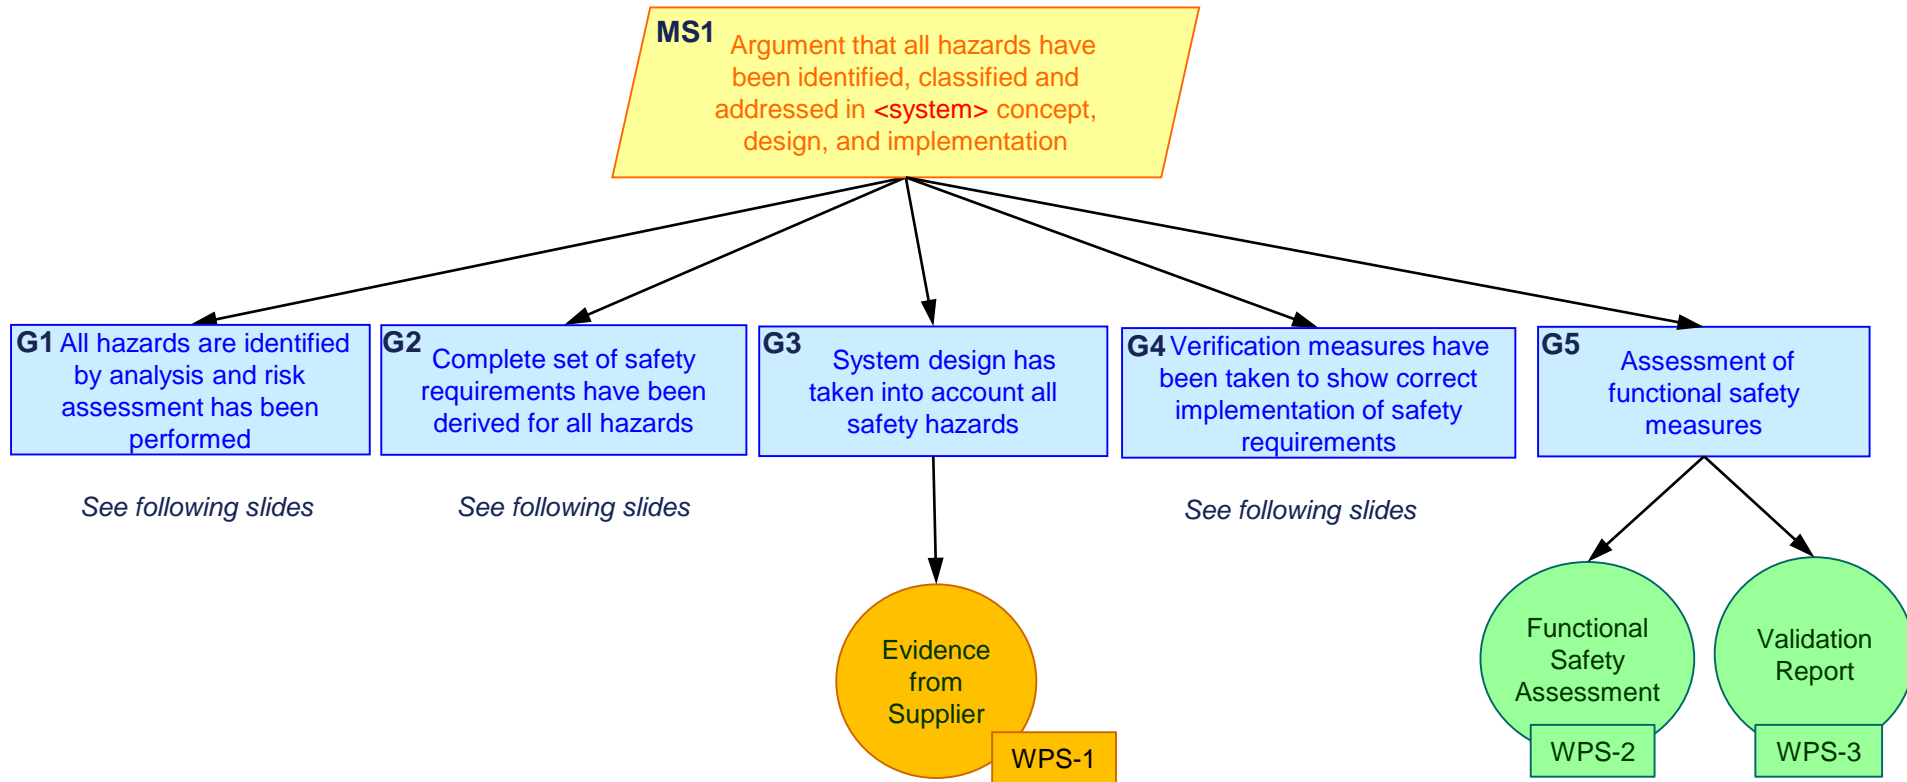 MS1
Argument that all hazards have
been identified, classified and
addressed in <system> concept,
design, and implementation
G1 All hazards are identified
by analysis and risk
assessment has been
performed
See following slides
G2
Complete set of safety
requirements have been
derived for all hazards
See following slides
G3
System design has
taken into account all
safety hazards
G4 Verification measures have
been taken to show correct
implementation of safety
requirements
See following slides
G5
Assessment of
functional safety
measures
Evidence
from
Supplier
WPS-1
Functional
Safety
Assessment
WPS-2
Validation
Report
WPS-3